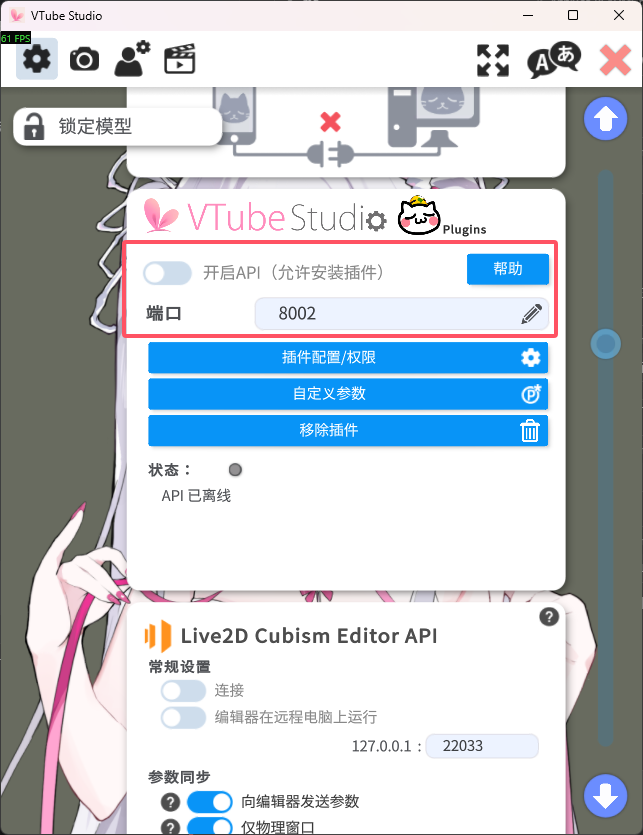 VTube Studio
61 FPS
Aあ
锁定模型
VTubeStudio Plugins
开启API（允许安装插件）
帮助
端口
8002
插件配置/权限
自定义参数
P*
移除插件
状态：
API 已离线
?
Live2D Cubism Editor API
常规设置
连接
编辑器在远程电脑上运行
127.0.0.1 : 22033
参数同步
? 向编辑器发送参数
? 仅物理窗口